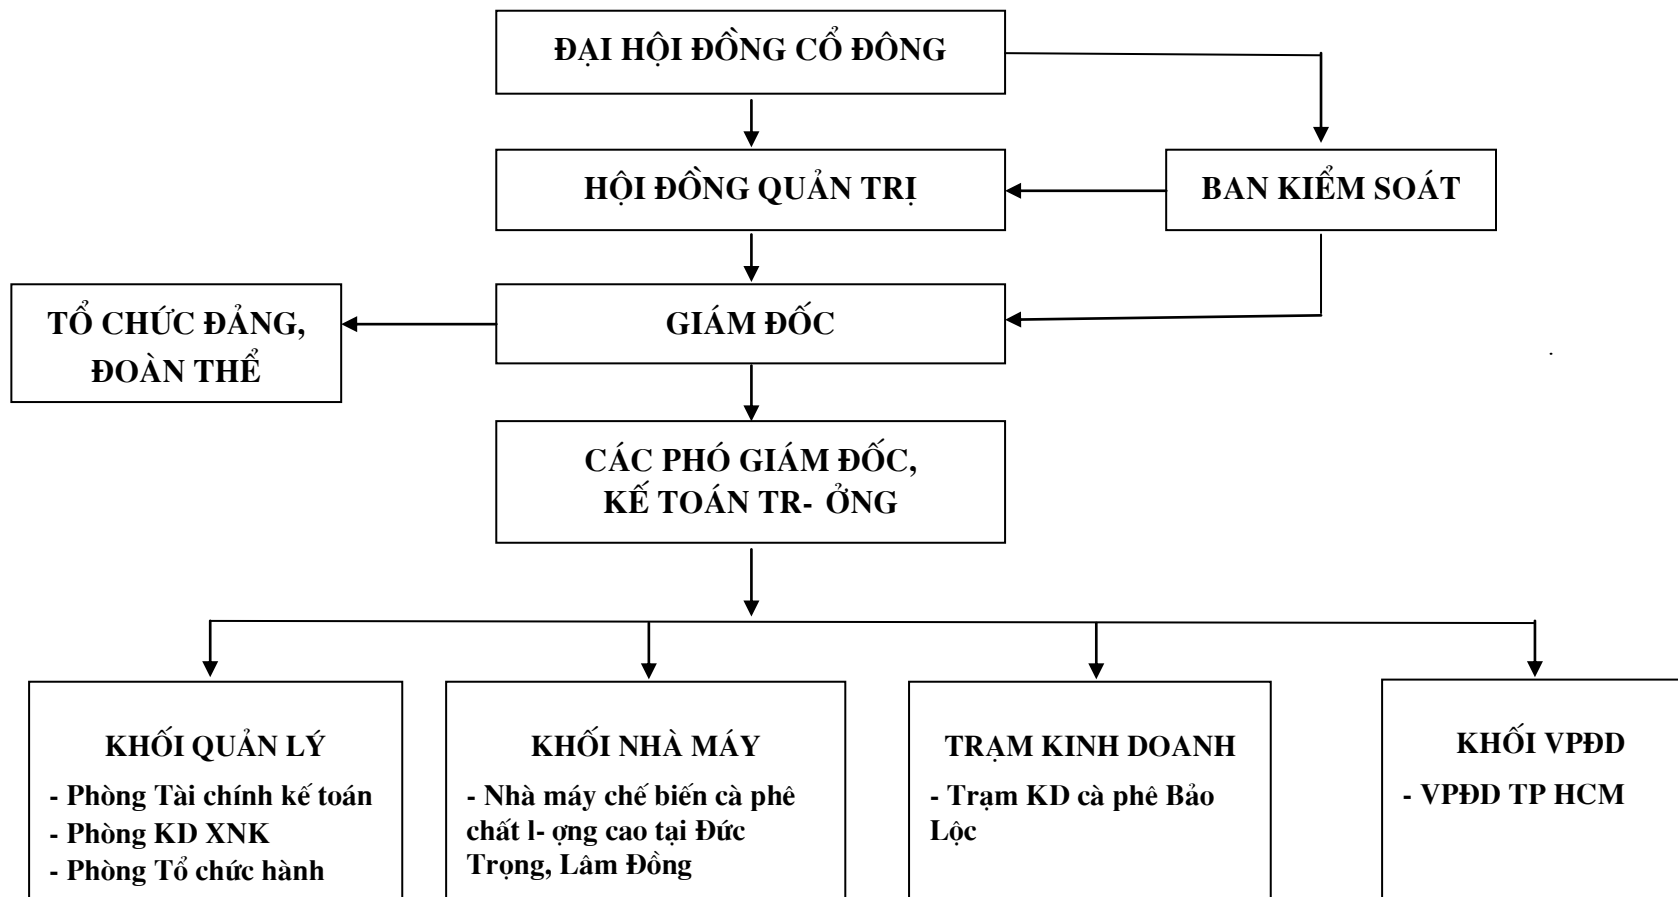 ĐẠI HỘI ĐỒNG CỔ ĐÔNG
HỘI ĐỒNG QUẢN TRỊ
BAN KIỂM SOÁT
TỔ CHỨC ĐẢNG,
ĐOÀN THỂ
GIÁM ĐỐC
CÁC PHÓ GIÁM ĐỐC,
KẾ TOÁN TR- ỞNG
KHỐI QUẢN LÝ
- Phòng Tài chính kế toán
- Phòng KD XNK
- Phòng Tổ chức hành
KHỐI NHÀ MÁY
- Nhà máy chế biến cà phê
chất l- ợng cao tại Đức
Trọng, Lâm Đồng
TRẠM KINH DOANH
- Trạm KD cà phê Bảo
Lộc
KHỐI VPĐD
- VPĐD TP HCM